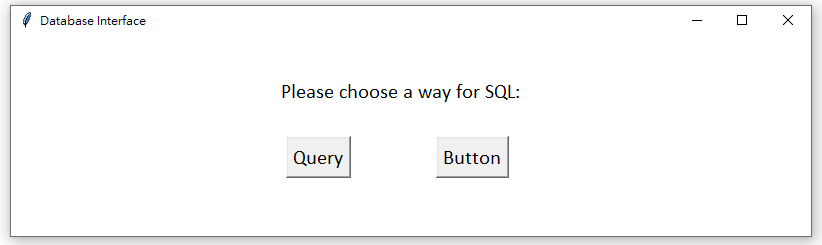 Database Interface
Please choose a way for SQL:
Query
Button